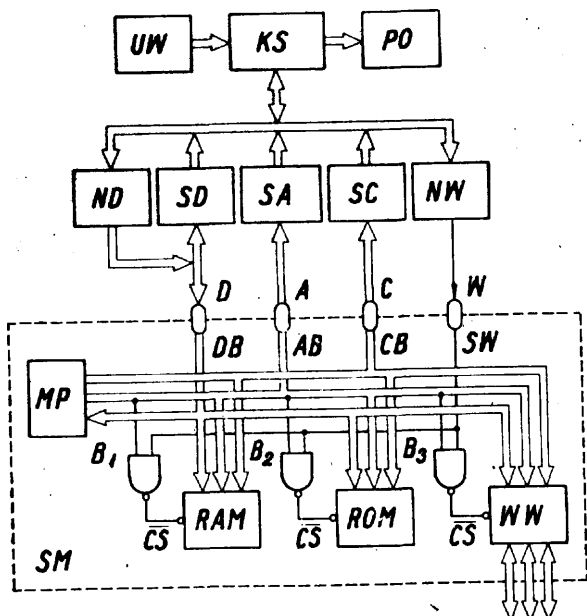 UW KS PO
ND SD SA SC NW
D A C W
DB AB CB SW
MP
B1 B2 B3
RAM ROM WW
CS CS CS
SM